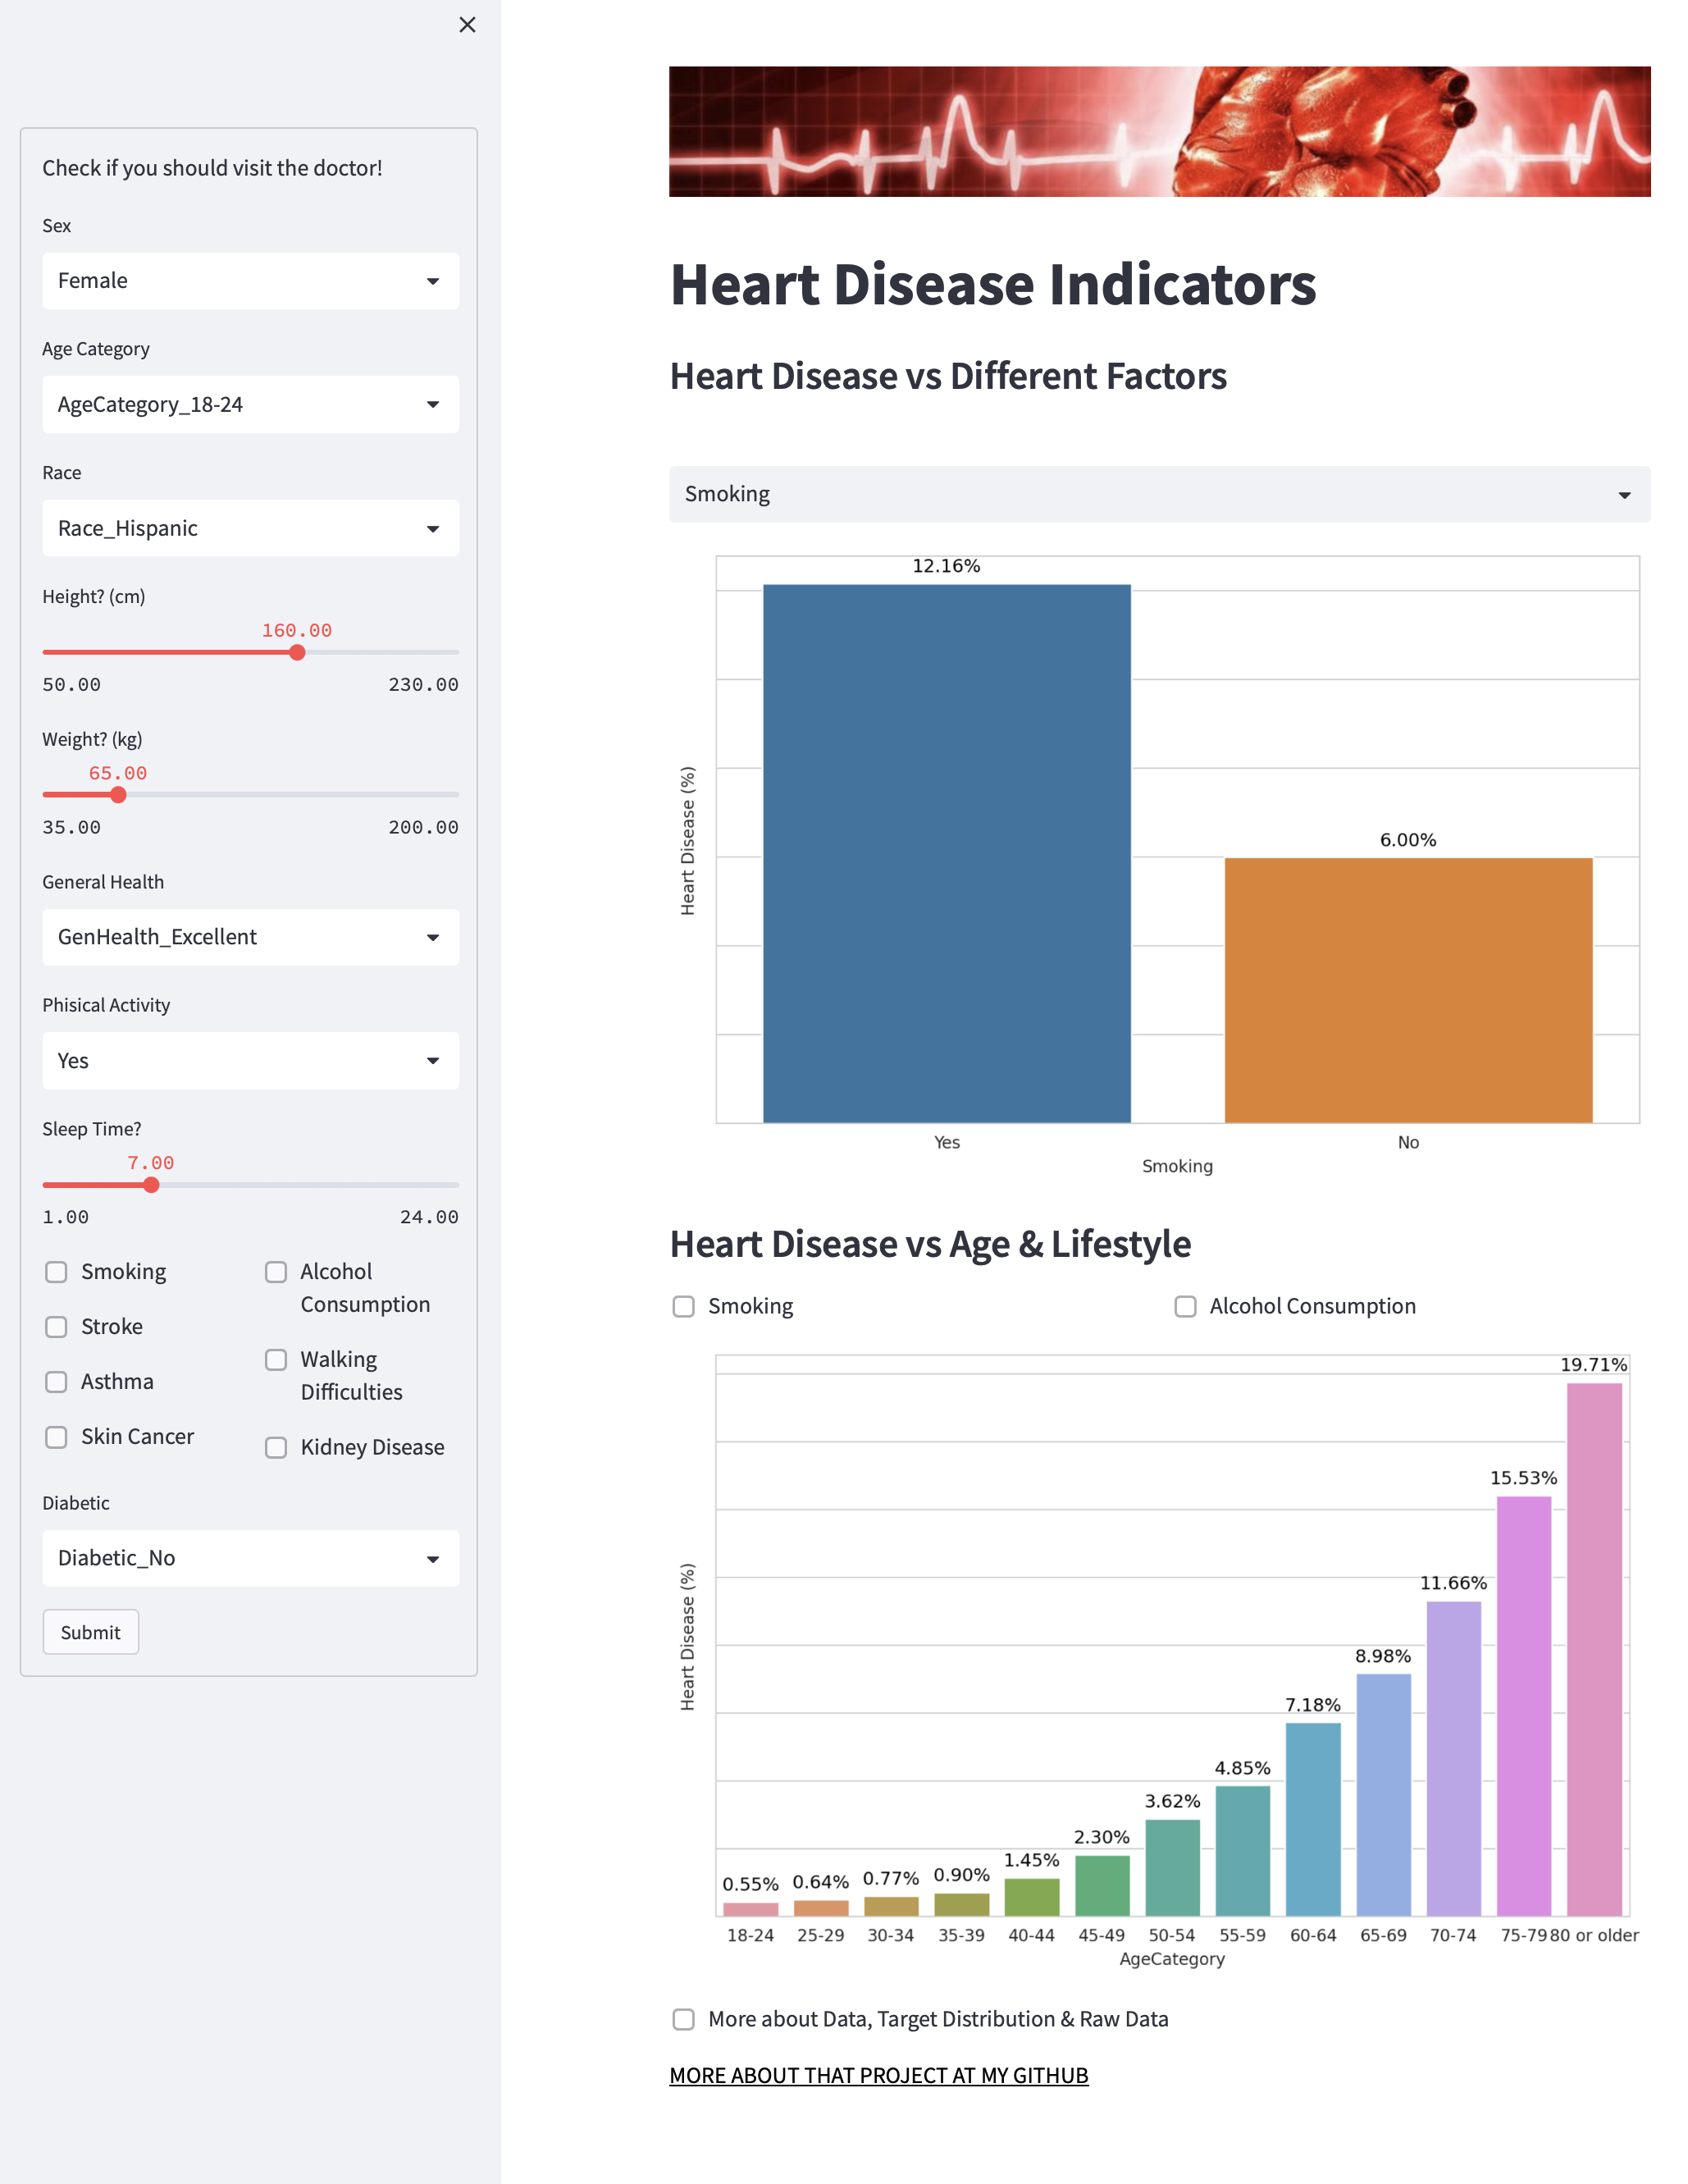 Check if you should visit the doctor!
Sex
Female
Age Category
AgeCategory_18-24
Race
Race_Hispanic
Height? (cm)
160.00
50.00 230.00
Weight? (kg)
65.00
35.00 200.00
General Health
GenHealth_Excellent
Phisical Activity
Yes
Sleep Time?
7.00
1.00 24.00
Smoking
Stroke
Asthma
Skin Cancer
Alcohol
Consumption
Walking
Difficulties
Kidney Disease
Diabetic
Diabetic_No
Submit
Heart Disease Indicators
Heart Disease vs Different Factors
Smoking
12.16%
6.00%
Heart Disease (%)
Yes No
Smoking
Heart Disease vs Age & Lifestyle
Smoking Alcohol Consumption
19.71%
15.53%
11.66%
8.98%
7.18%
4.85%
3.62%
2.30%
1.45%
0.90%
0.77%
0.64%
0.55%
Heart Disease (%)
18-24 25-29 30-34 35-39 40-44 45-49 50-54 55-59 60-64 65-69 70-74 75-79 80 or older
AgeCategory
More about Data, Target Distribution & Raw Data
MORE ABOUT THAT PROJECT AT MY GITHUB